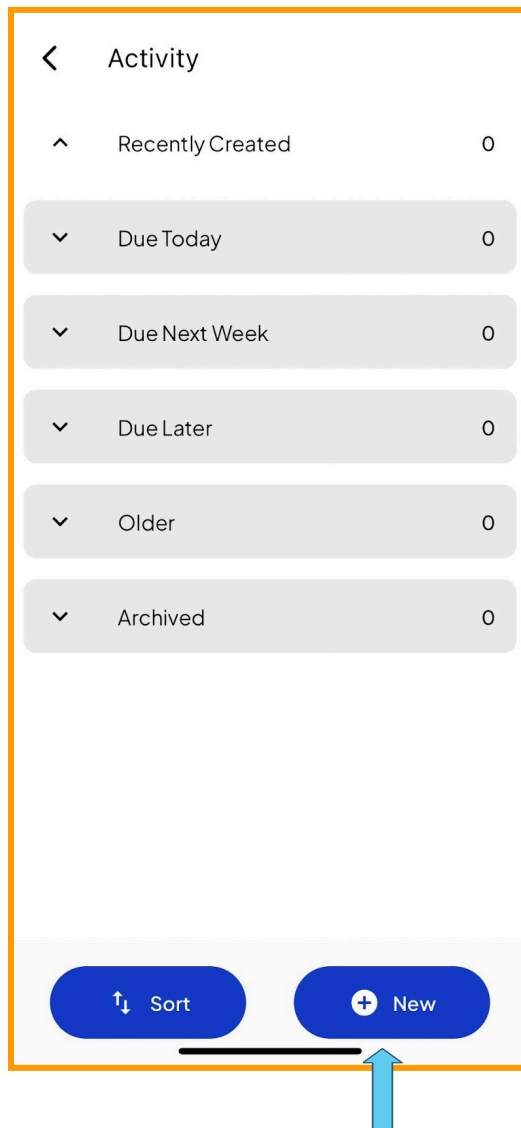 Activity
Recently Created 0
Due Today 0
Due Next Week 0
Due Later 0
Older 0
Archived 0
Sort New